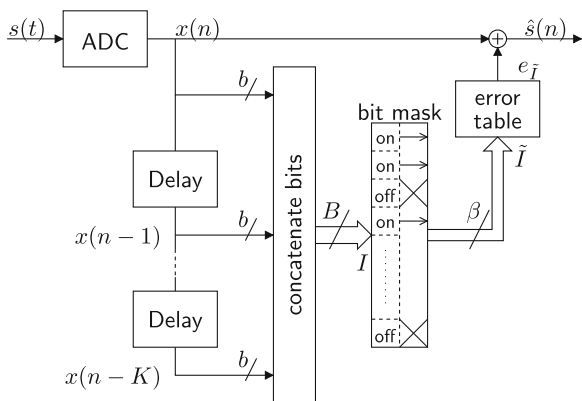 s(t)
ADC
x(n)
ŝ(n)
b
e_Ĩ
error
table
bit mask
on
on
off
on
off
Delay
x(n − 1)
b
concatenate bits
B
I
β
Ĩ
Delay
x(n − K)
b